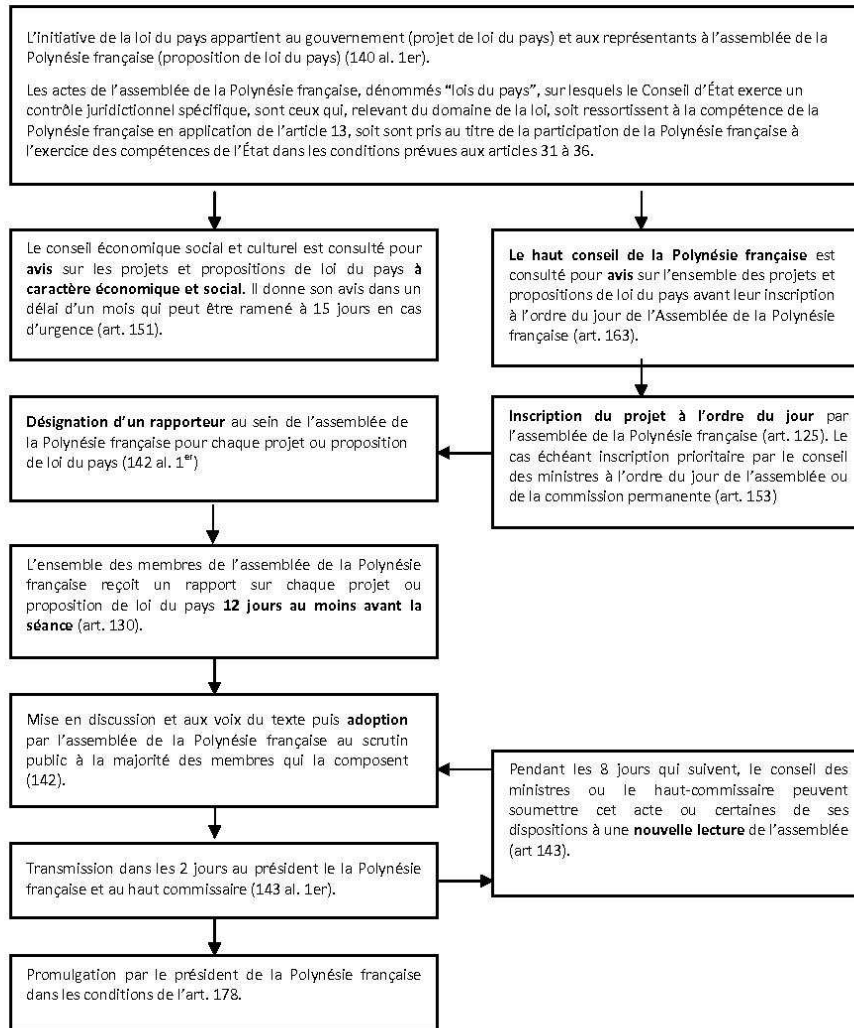 L'initiative de la loi du pays appartient au gouvernement (projet de loi du pays) et aux représentants à l'assemblée de la
Polynésie française (proposition de loi du pays) (140 al. 1er).
Les actes de l'assemblée de la Polynésie française, dénommés "lois du pays", sur lesquels le Conseil d'État exerce un
contrôle juridictionnel spécifique, sont ceux qui, relevant du domaine de la loi, soit ressortissent à la compétence de la
Polynésie française en application de l'article 13, soit sont pris au titre de la participation de la Polynésie française à
l'exercice des compétences de l'État dans les conditions prévues aux articles 31 à 36.
Le conseil économique social et culturel est consulté pour
avis sur les projets et propositions de loi du pays à
caractère économique et social. Il donne son avis dans un
délai d'un mois qui peut être ramené à 15 jours en cas
d'urgence (art. 151).
Le haut conseil de la Polynésie française est
consulté pour avis sur l'ensemble des projets et
propositions de loi du pays avant leur inscription
à l'ordre du jour de l'Assemblée de la Polynésie
française (art. 163).
Désignation d'un rapporteur au sein de l'assemblée de
la Polynésie française pour chaque projet ou proposition
de loi du pays (142 al. 1er)
Inscription du projet à l'ordre du jour par
l'assemblée de la Polynésie française (art. 125). Le
cas échéant inscription prioritaire par le conseil
des ministres à l'ordre du jour de l'assemblée ou
de la commission permanente (art. 153)
L'ensemble des membres de l'assemblée de la Polynésie
française reçoit un rapport sur chaque projet ou
proposition de loi du pays 12 jours au moins avant la
séance (art. 130).
Mise en discussion et aux voix du texte puis adoption
par l'assemblée de la Polynésie française au scrutin
public à la majorité des membres qui la composent
(142).
Pendant les 8 jours qui suivent, le conseil des
ministres ou le haut-commissaire peuvent
soumettre cet acte ou certaines de ses
dispositions à une nouvelle lecture de l'assemblée
(art 143).
Transmission dans les 2 jours au président le la Polynésie
française et au haut commissaire (143 al. 1er).
Promulgation par le président de la Polynésie française
dans les conditions de l'art. 178.